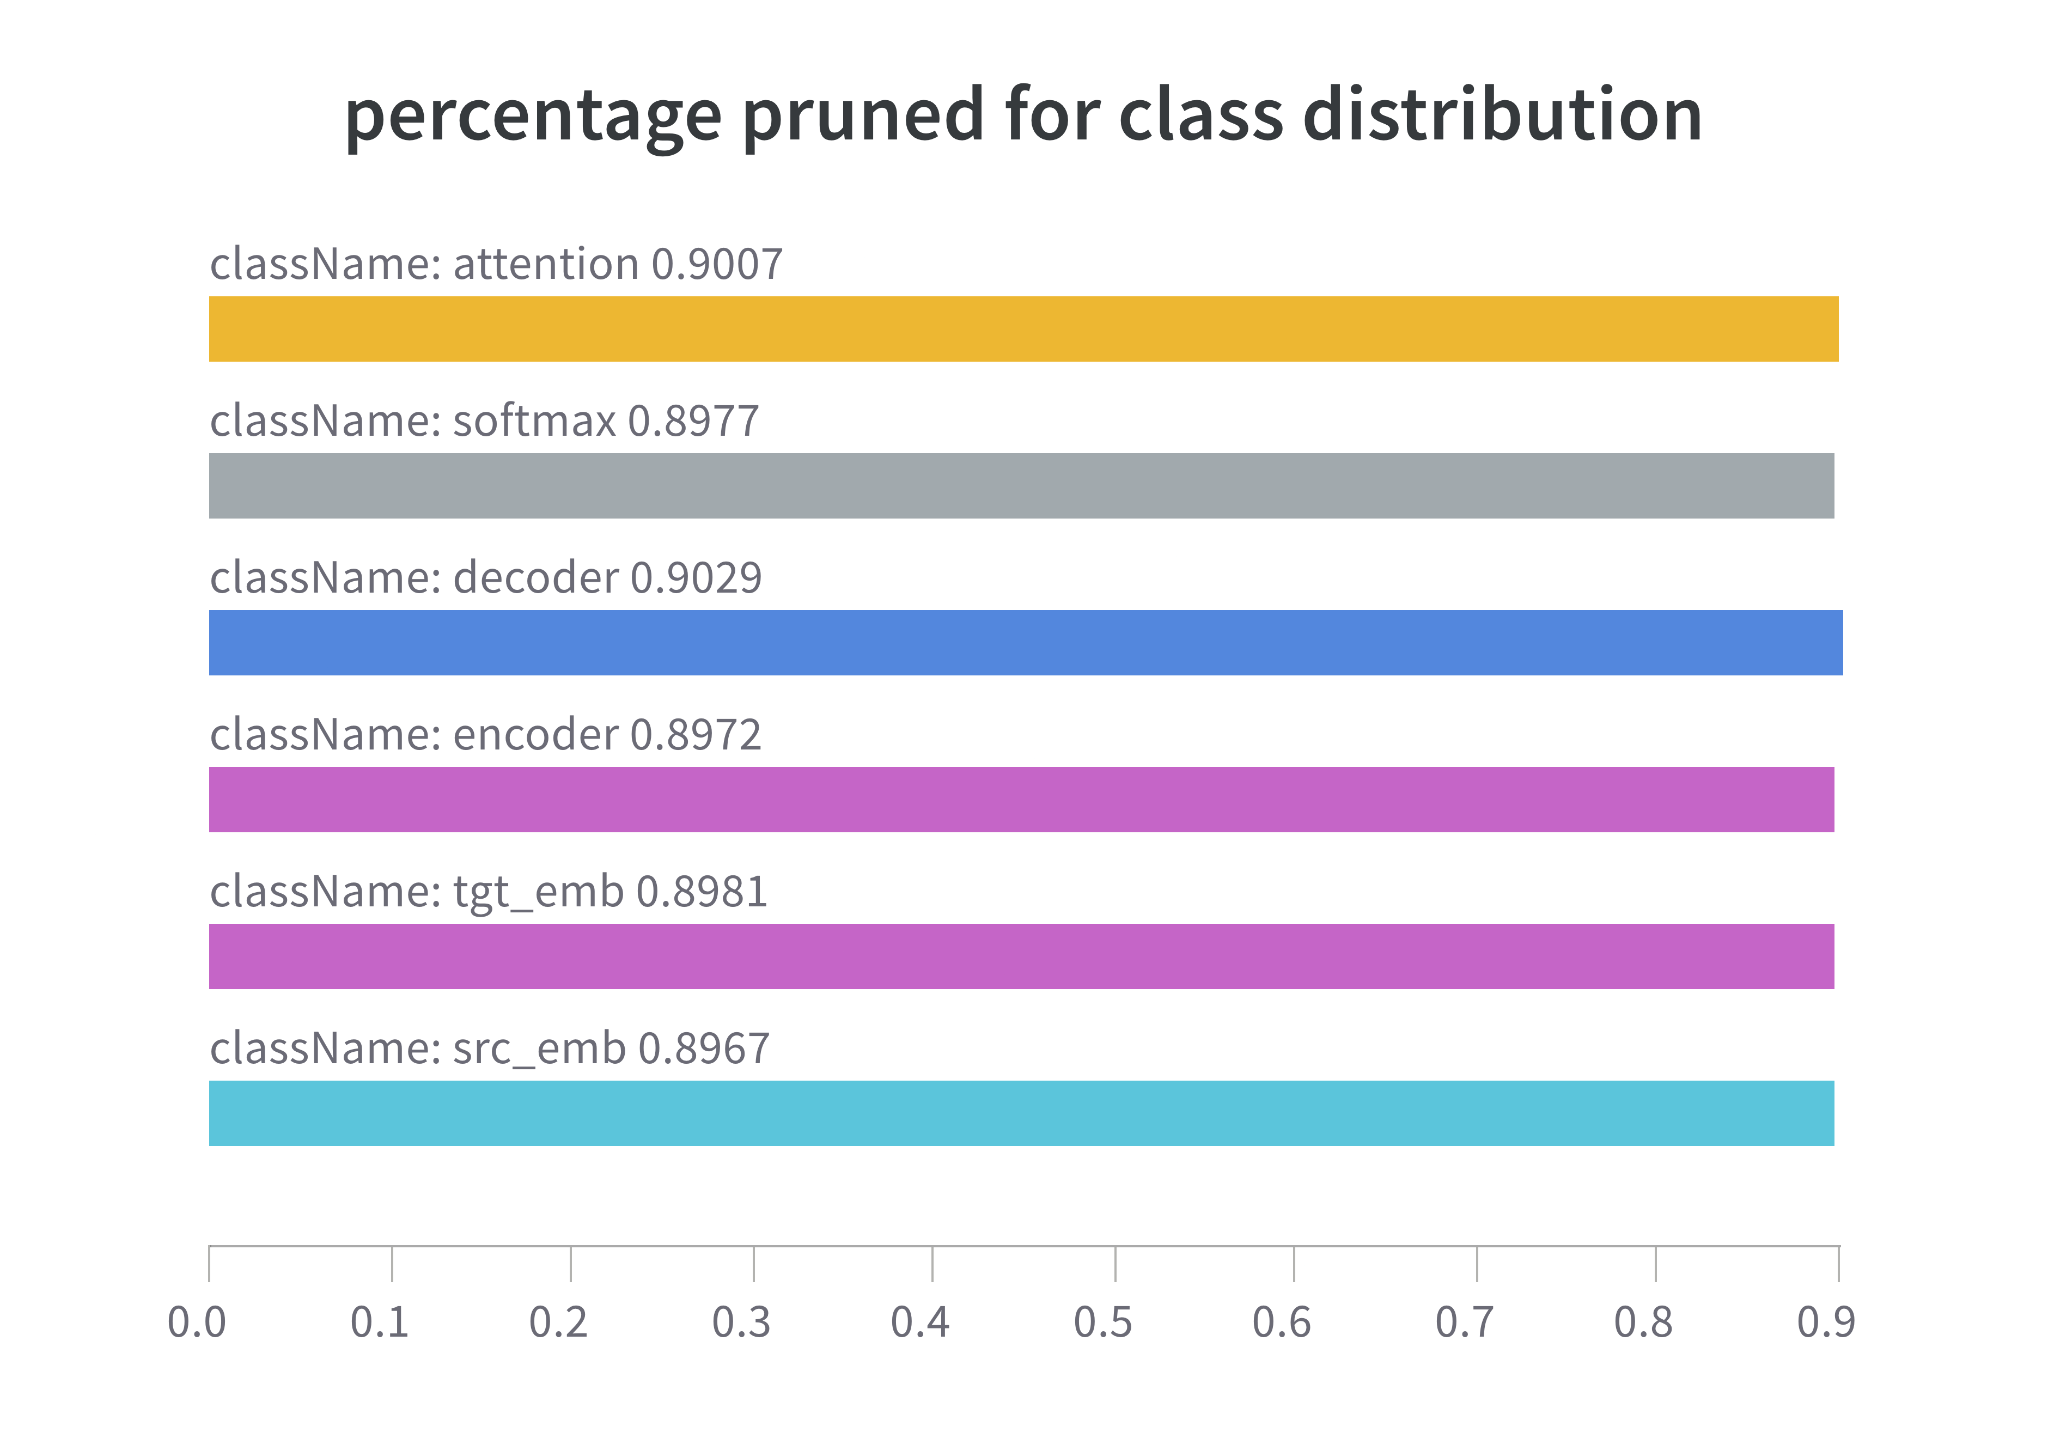 percentage pruned for class distribution
className: attention 0.9007
className: softmax 0.8977
className: decoder 0.9029
className: encoder 0.8972
className: tgt_emb 0.8981
className: src_emb 0.8967
0.0 0.1 0.2 0.3 0.4 0.5 0.6 0.7 0.8 0.9